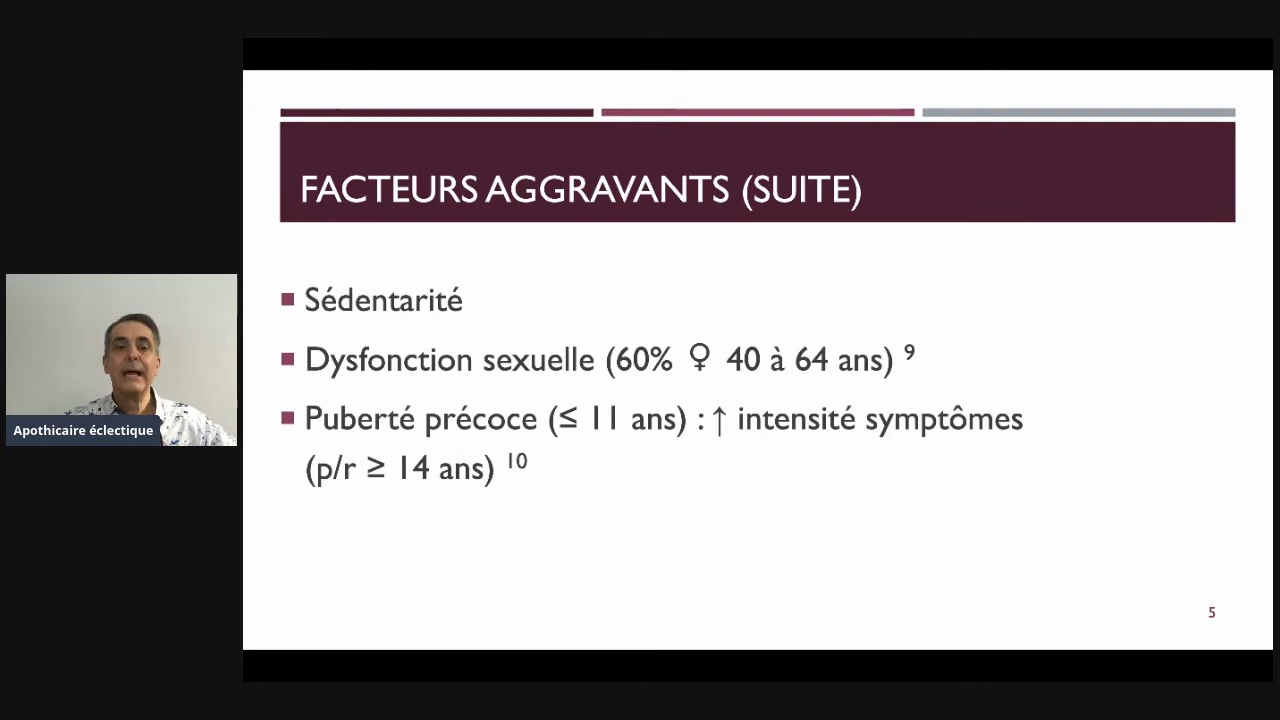 FACTEURS AGGRAVANTS (SUITE)
Sédentarité
Dysfonction sexuelle (60% ♀ 40 à 64 ans) ⁹
Puberté précoce (≤ 11 ans) : ↑ intensité symptômes
(p/r ≥ 14 ans) ¹⁰
Apothicaire éclectique
5